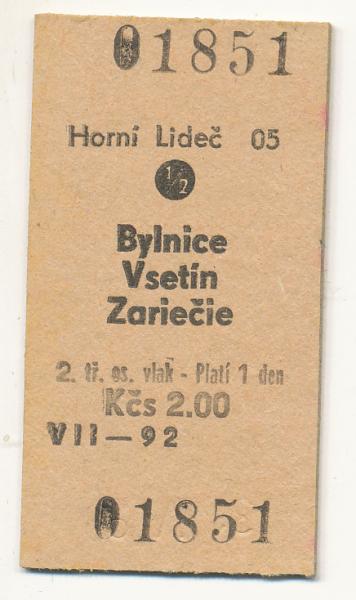 01851
Horní Lideč 05
1/2
Bylnice
Vsetín
Zariečie
2. tř. os. vlak - Platí 1 den
Kčs 2.00
VII—92
01851